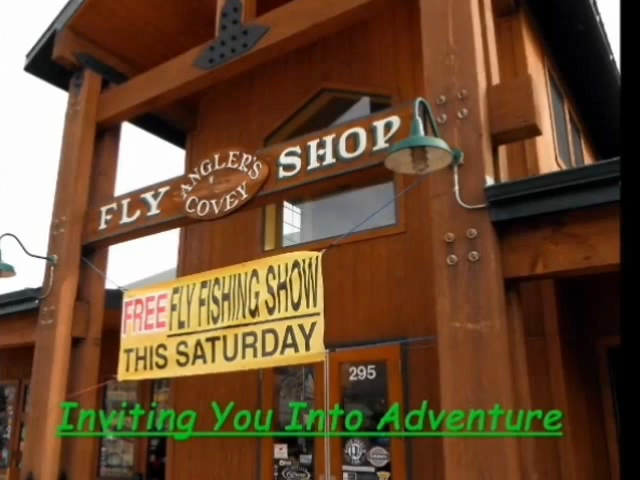 FLY ANGLER'S COVEY SHOP
FREE FLY FISHING SHOW
THIS SATURDAY
295
Inviting You Into Adventure